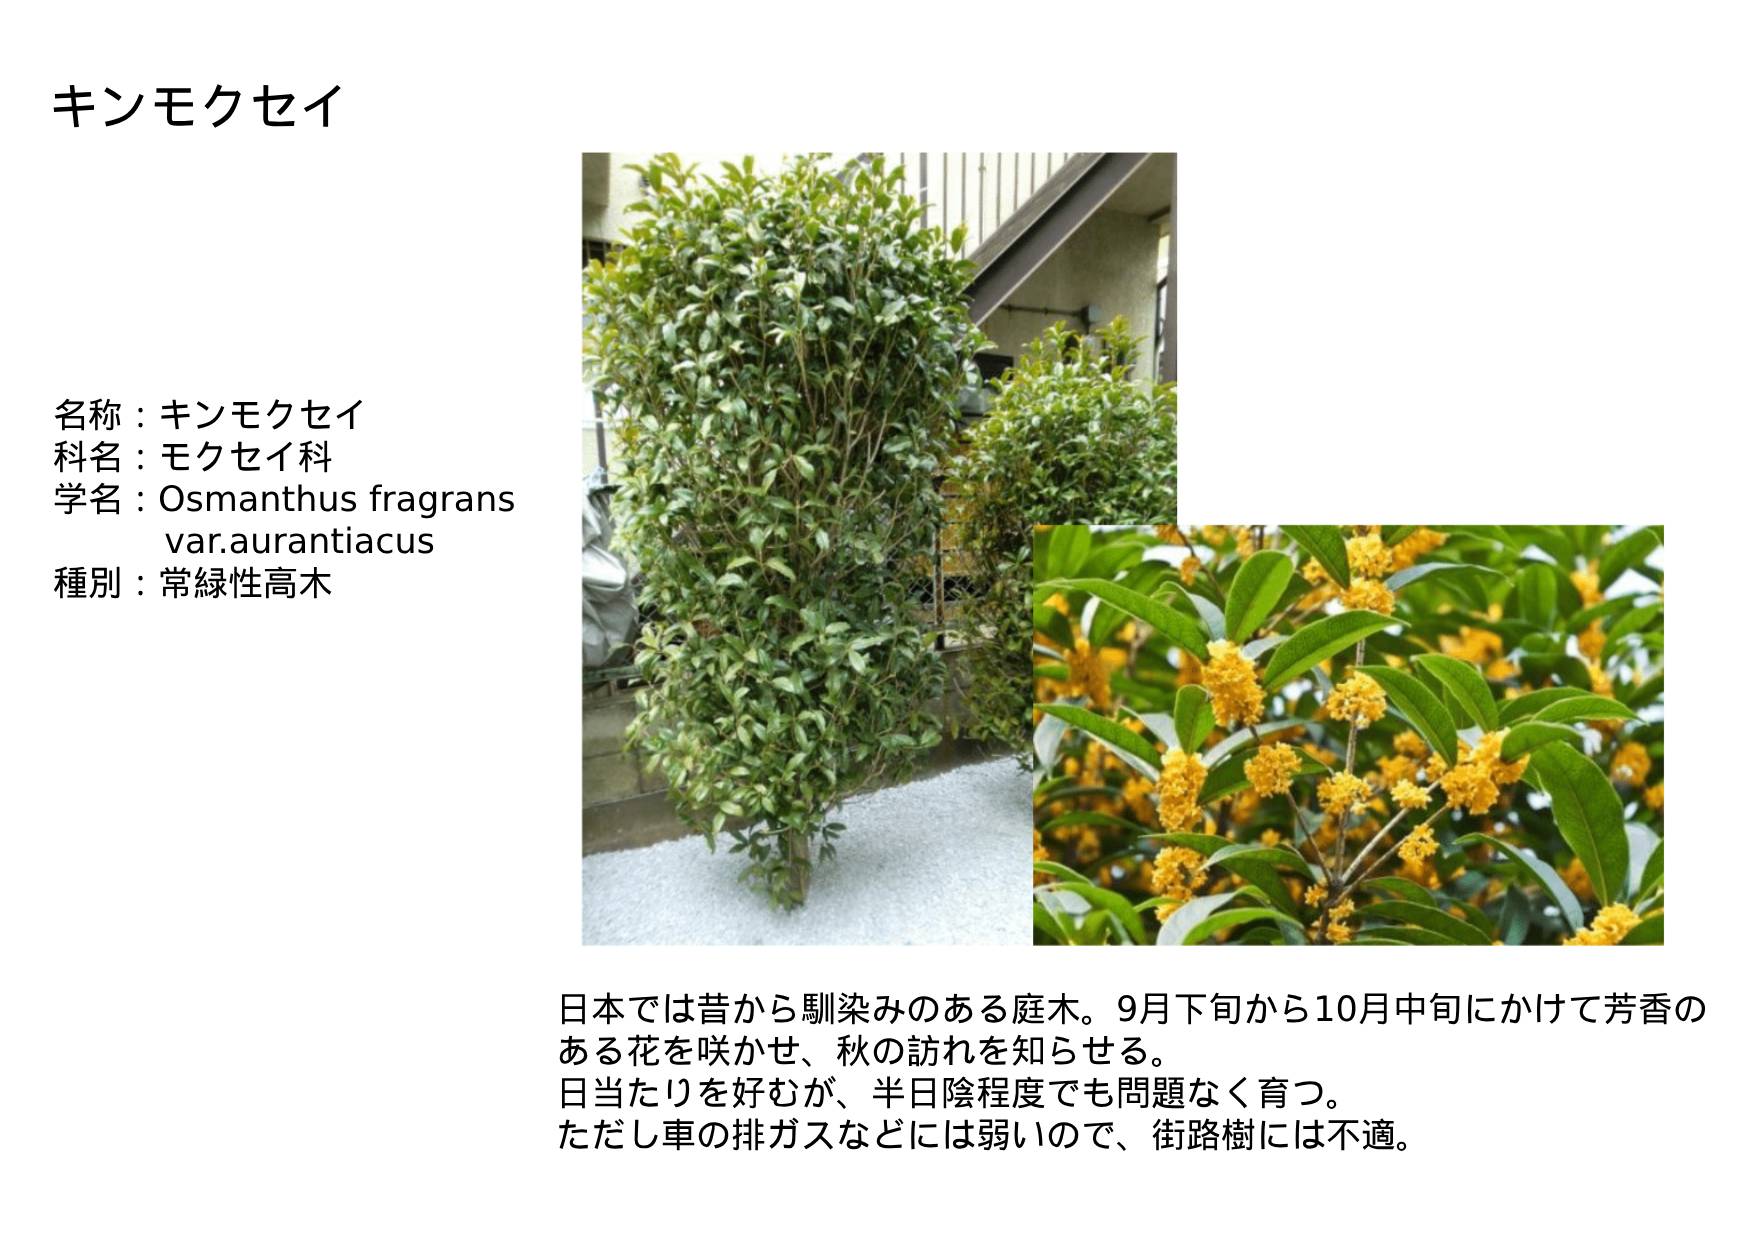 キンモクセイ
名称：キンモクセイ
科名：モクセイ科
学名：Osmanthus fragrans
var.aurantiacus
種別：常緑性高木
日本では昔から馴染みのある庭木。9月下旬から10月中旬にかけて芳香の
ある花を咲かせ、秋の訪れを知らせる。
日当たりを好むが、半日陰程度でも問題なく育つ。
ただし車の排ガスなどには弱いので、街路樹には不適。